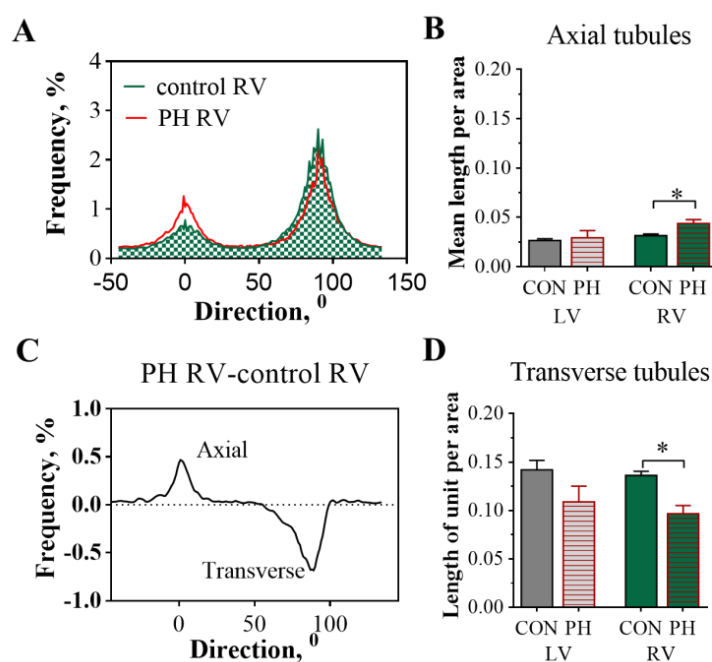 A
Frequency, %
4
3
2
1
0
control RV
PH RV
-50
0
50
100
150
Direction, 0
B
Axial tubules
Mean length per area
0.20
0.15
0.10
0.05
0.00
*
CON PH
CON PH
LV
RV
C
PH RV-control RV
Frequency, %
1.0
0.5
0.0
-0.5
-1.0
Axial
Transverse
0
50
100
Direction, 0
D
Transverse tubules
Length of unit per area
0.20
0.15
0.10
0.05
0.00
*
CON PH
CON PH
LV
RV